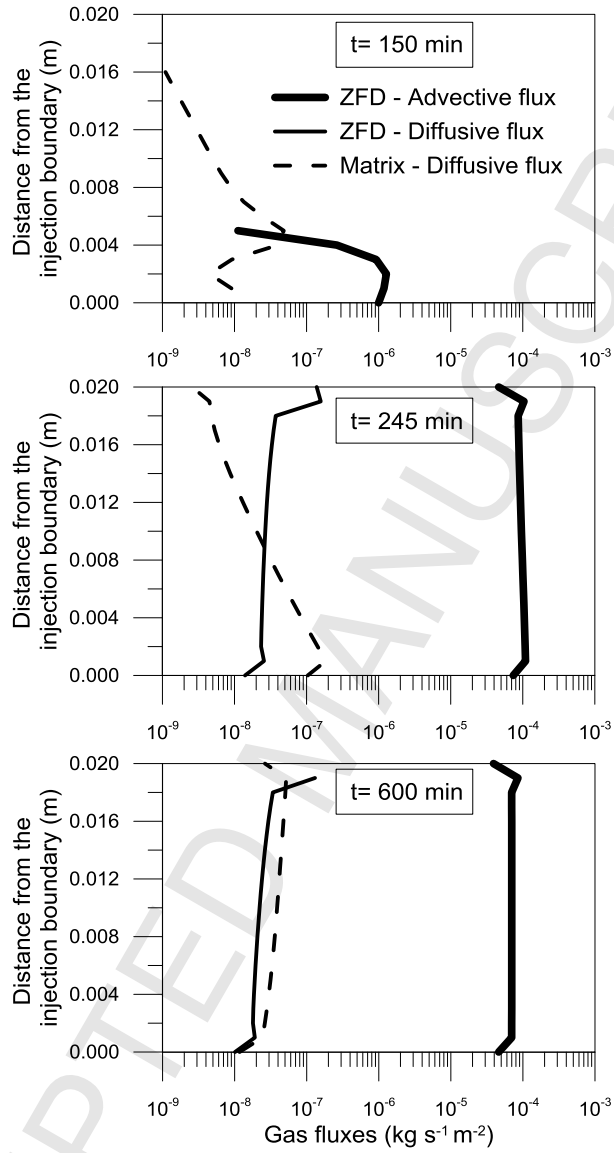 t= 150 min
ZFD - Advective flux
ZFD - Diffusive flux
Matrix - Diffusive flux
Distance from the
injection boundary (m)
0.020
0.016
0.012
0.008
0.004
0.000
10⁻⁹ 10⁻⁸ 10⁻⁷ 10⁻⁶ 10⁻⁵ 10⁻⁴ 10⁻³
t= 245 min
Distance from the
injection boundary (m)
0.020
0.016
0.012
0.008
0.004
0.000
10⁻⁹ 10⁻⁸ 10⁻⁷ 10⁻⁶ 10⁻⁵ 10⁻⁴ 10⁻³
t= 600 min
Distance from the
injection boundary (m)
0.020
0.016
0.012
0.008
0.004
0.000
10⁻⁹ 10⁻⁸ 10⁻⁷ 10⁻⁶ 10⁻⁵ 10⁻⁴ 10⁻³
Gas fluxes (kg s⁻¹ m⁻²)
PTED MANUSCR